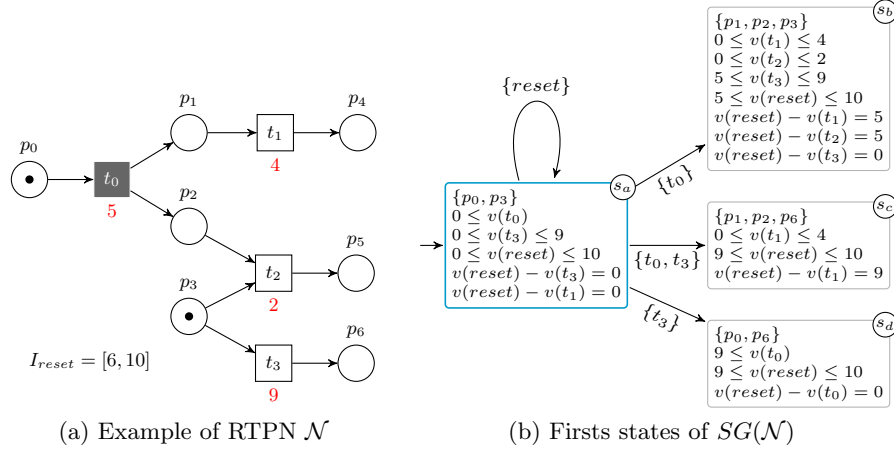 p0
t0
5
p1
t1
4
p4
p2
t2
2
p5
p3
t3
9
p6
I_reset = [6, 10]
(a) Example of RTPN N
{reset}
s_a
{p0, p3}
0 ≤ v(t0)
0 ≤ v(t3) ≤ 9
0 ≤ v(reset) ≤ 10
v(reset) − v(t3) = 0
v(reset) − v(t1) = 0
{t0}
{t0, t3}
{t3}
s_b
{p1, p2, p3}
0 ≤ v(t1) ≤ 4
0 ≤ v(t2) ≤ 2
5 ≤ v(t3) ≤ 9
5 ≤ v(reset) ≤ 10
v(reset) − v(t1) = 5
v(reset) − v(t2) = 5
v(reset) − v(t3) = 0
s_c
{p1, p2, p6}
0 ≤ v(t1) ≤ 4
9 ≤ v(reset) ≤ 10
v(reset) − v(t1) = 9
s_d
{p0, p6}
9 ≤ v(t0)
9 ≤ v(reset) ≤ 10
v(reset) − v(t0) = 0
(b) Firsts states of SG(N)